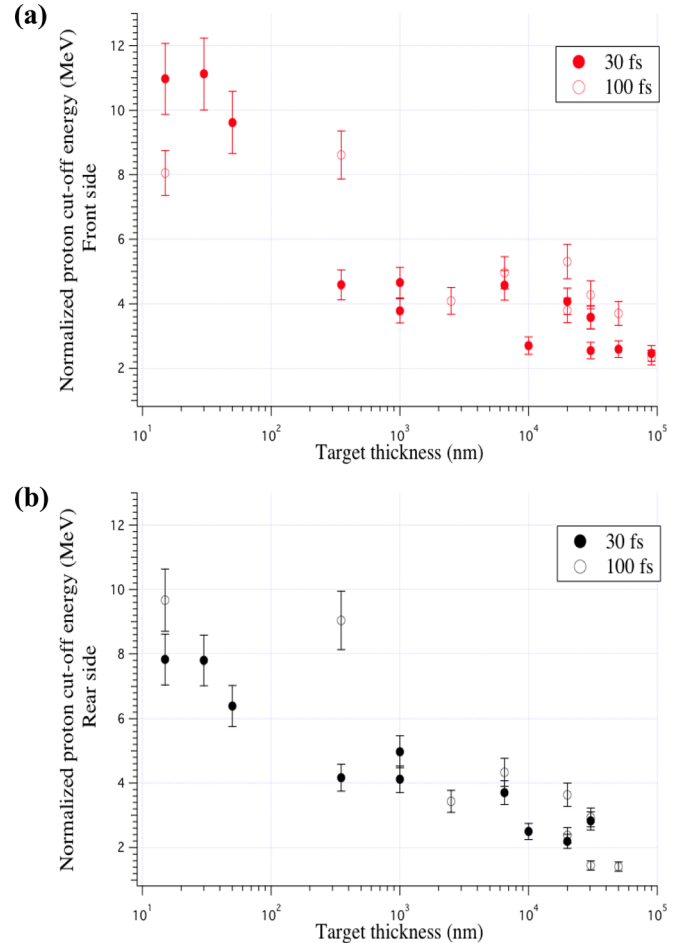 (a)
Normalized proton cut-off energy (MeV)
Front side
12
10
8
6
4
2
30 fs
100 fs
10^1
10^2
10^3
10^4
10^5
Target thickness (nm)
(b)
Normalized proton cut-off energy (MeV)
Rear side
12
10
8
6
4
2
30 fs
100 fs
10^1
10^2
10^3
10^4
10^5
Target thickness (nm)